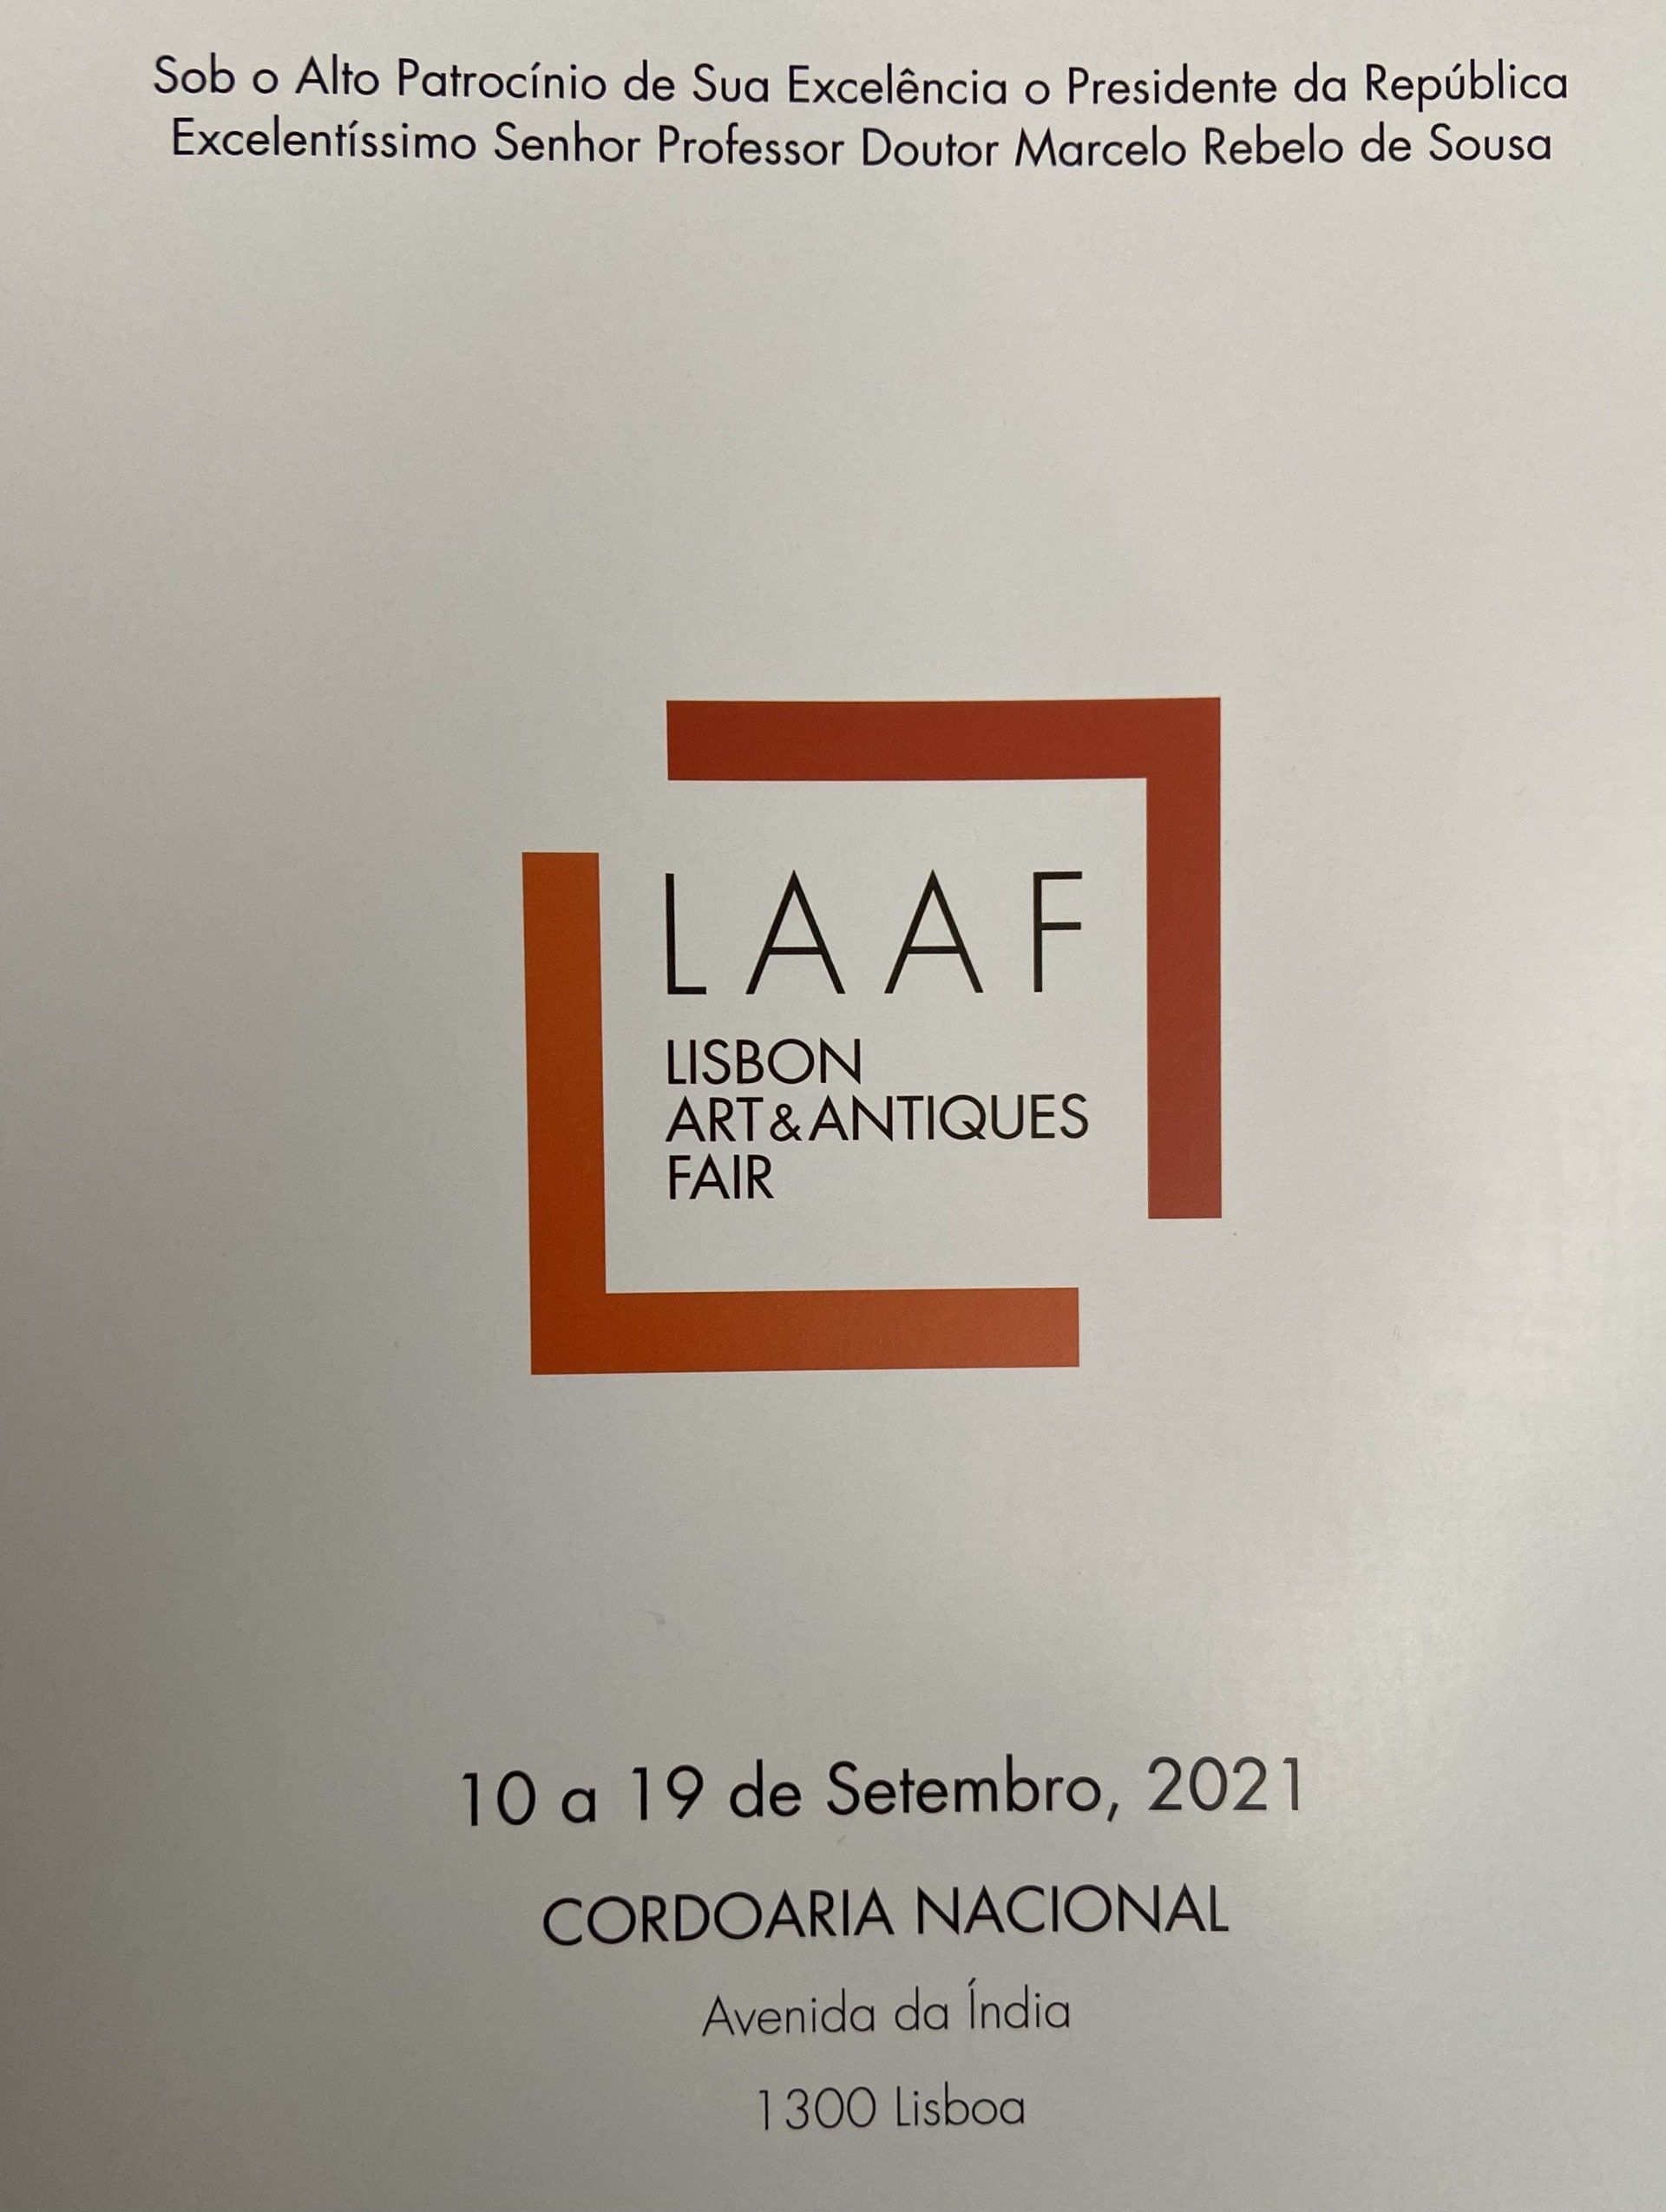 Sob o Alto Patrocínio de Sua Excelência o Presidente da República
Excelentíssimo Senhor Professor Doutor Marcelo Rebelo de Sousa
LAAF
LISBON
ART & ANTIQUES
FAIR
10 a 19 de Setembro, 2021
CORDOARIA NACIONAL
Avenida da Índia
1300 Lisboa